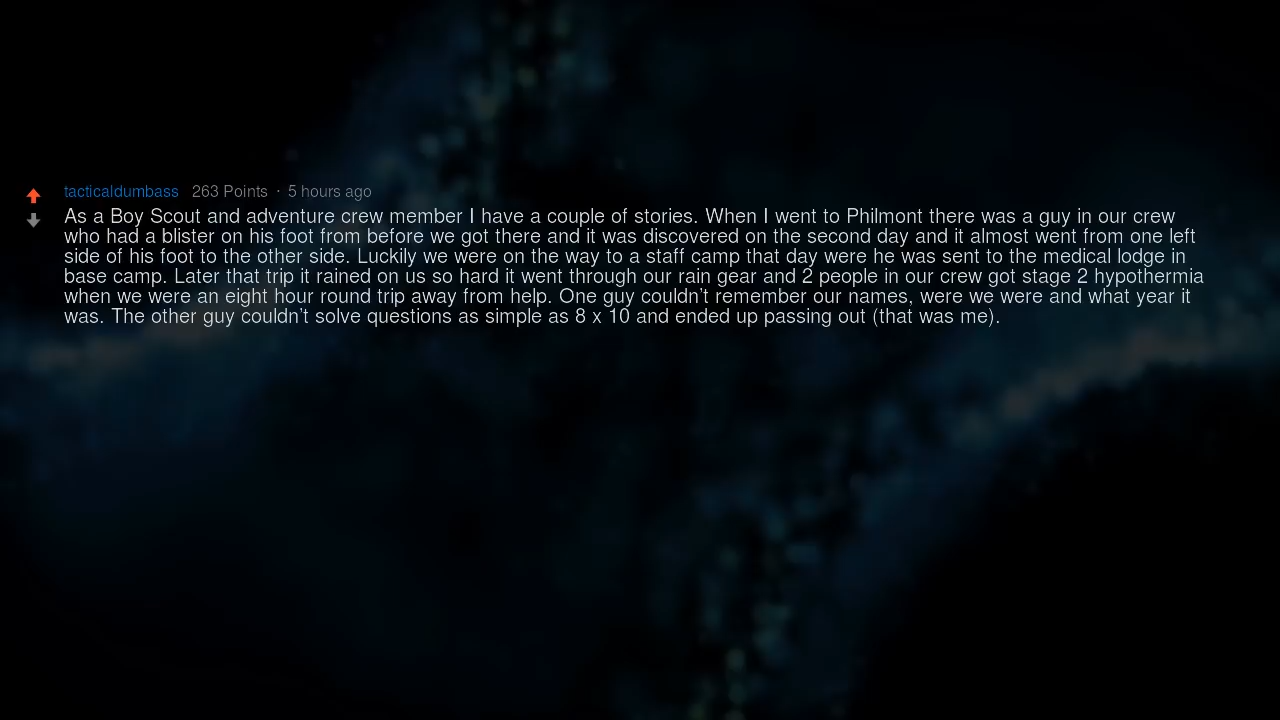 tacticaldumbass 263 Points · 5 hours ago
As a Boy Scout and adventure crew member I have a couple of stories. When I went to Philmont there was a guy in our crew
who had a blister on his foot from before we got there and it was discovered on the second day and it almost went from one left
side of his foot to the other side. Luckily we were on the way to a staff camp that day were he was sent to the medical lodge in
base camp. Later that trip it rained on us so hard it went through our rain gear and 2 people in our crew got stage 2 hypothermia
when we were an eight hour round trip away from help. One guy couldn't remember our names, were we were and what year it
was. The other guy couldn't solve questions as simple as 8 x 10 and ended up passing out (that was me).